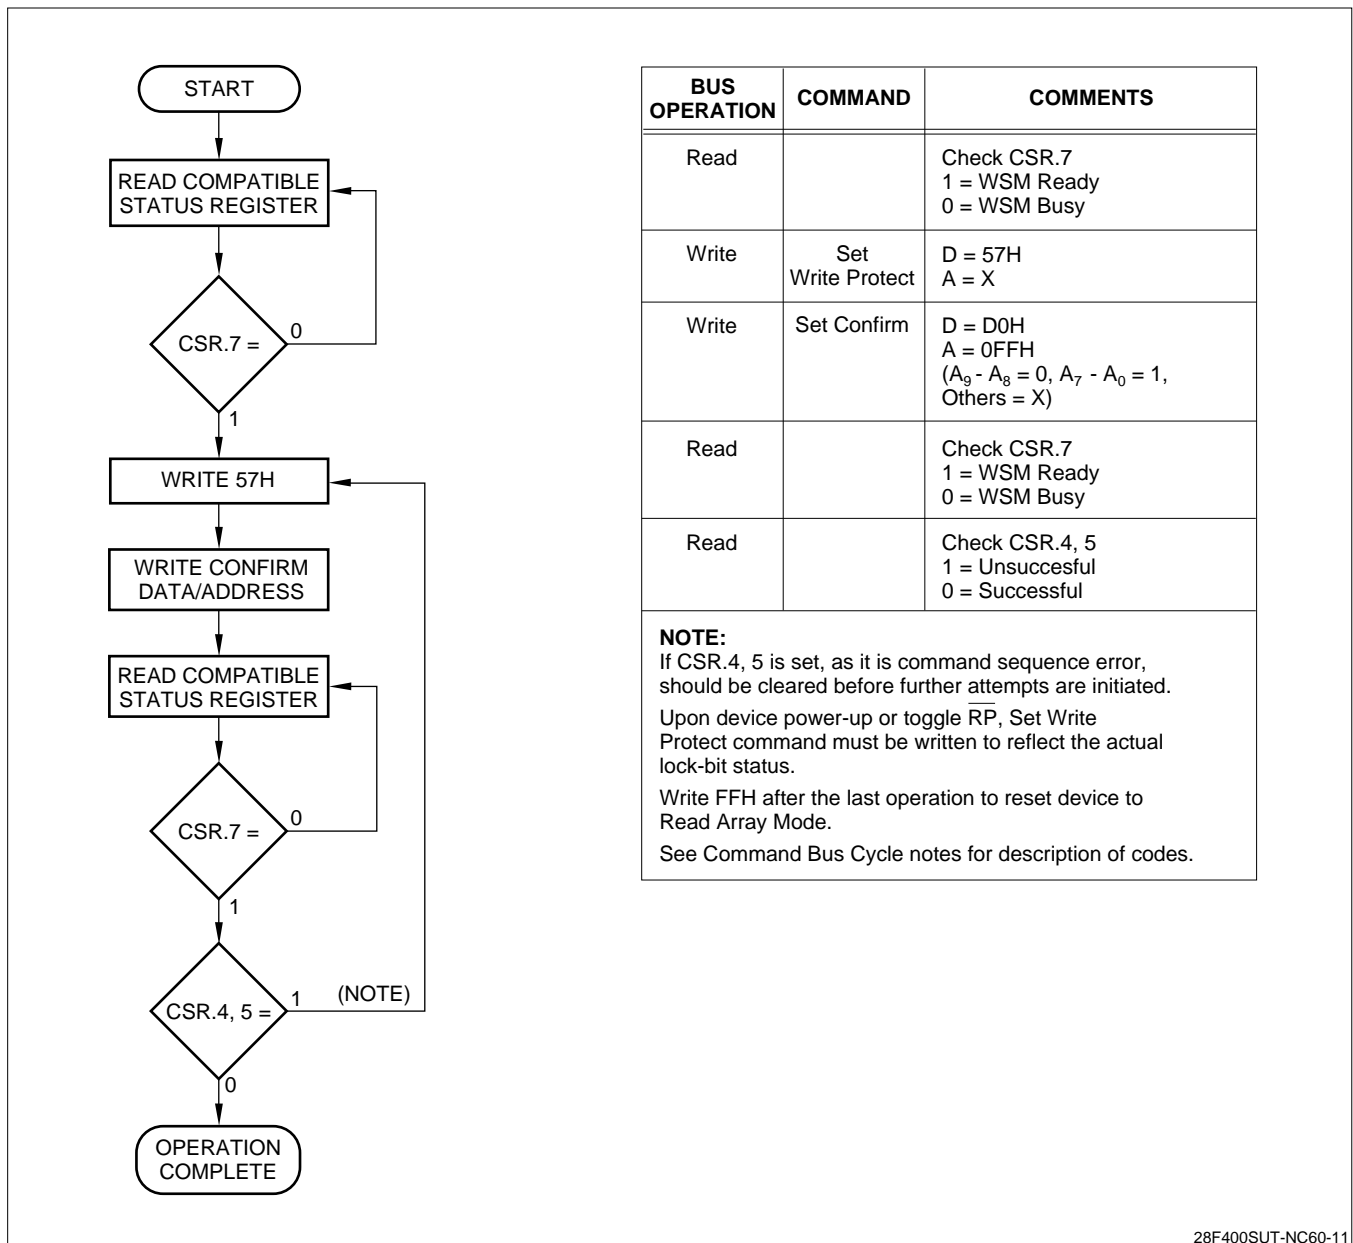 START
READ COMPATIBLE
STATUS REGISTER
CSR.7 =
0
1
WRITE 57H
WRITE CONFIRM
DATA/ADDRESS
READ COMPATIBLE
STATUS REGISTER
CSR.7 =
0
1
CSR.4, 5 =
1
(NOTE)
0
OPERATION
COMPLETE
BUS
OPERATION
COMMAND
COMMENTS
Read
Check CSR.7
1 = WSM Ready
0 = WSM Busy
Write
Set
Write Protect
D = 57H
A = X
Write
Set Confirm
D = D0H
A = 0FFH
(A9 - A8 = 0, A7 - A0 = 1,
Others = X)
Read
Check CSR.7
1 = WSM Ready
0 = WSM Busy
Read
Check CSR.4, 5
1 = Unsuccesful
0 = Successful
NOTE:
If CSR.4, 5 is set, as it is command sequence error,
should be cleared before further attempts are initiated.
Upon device power-up or toggle R̅P̅, Set Write
Protect command must be written to reflect the actual
lock-bit status.
Write FFH after the last operation to reset device to
Read Array Mode.
See Command Bus Cycle notes for description of codes.
28F400SUT-NC60-11